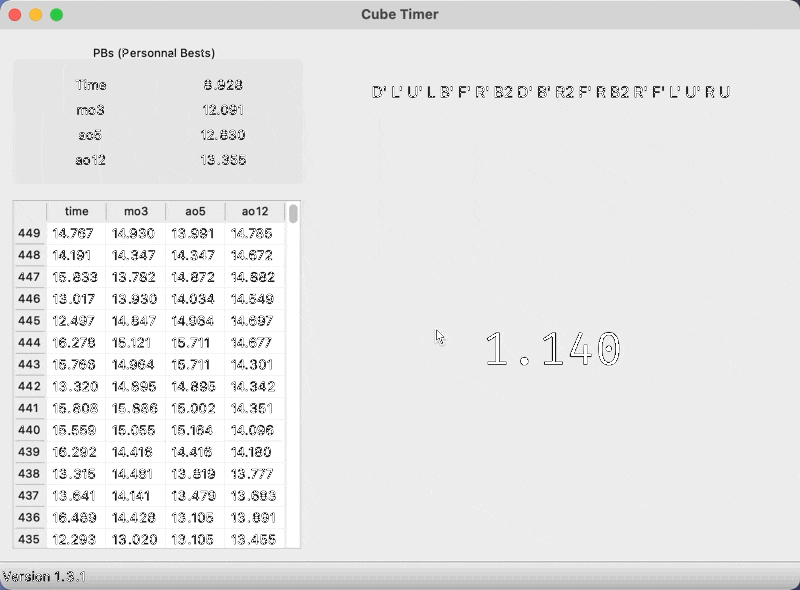 Cube Timer
PBs (Personnal Bests)
Time 6.928
mo3 12.091
ao5 12.830
ao12 13.355
D' L' U' L B' F' R' B2 D' B' R2 F' R B2 R' F' L' U' R U
time mo3 ao5 ao12
449 14.767 14.930 13.991 14.785
448 14.191 14.347 14.347 14.672
447 15.833 13.782 14.872 14.682
446 13.017 13.930 14.034 14.549
445 12.497 14.847 14.984 14.697
444 16.278 15.121 15.711 14.677
443 15.766 14.964 15.711 14.301
442 13.320 14.895 14.895 14.342
441 15.808 15.886 15.002 14.351
440 15.559 15.055 15.164 14.096
439 16.292 14.416 14.416 14.180
438 13.315 14.481 13.819 13.777
437 13.641 14.141 13.479 13.683
436 16.489 14.428 13.105 13.891
435 12.293 13.020 13.105 13.455
1.140
Version 1.3.1